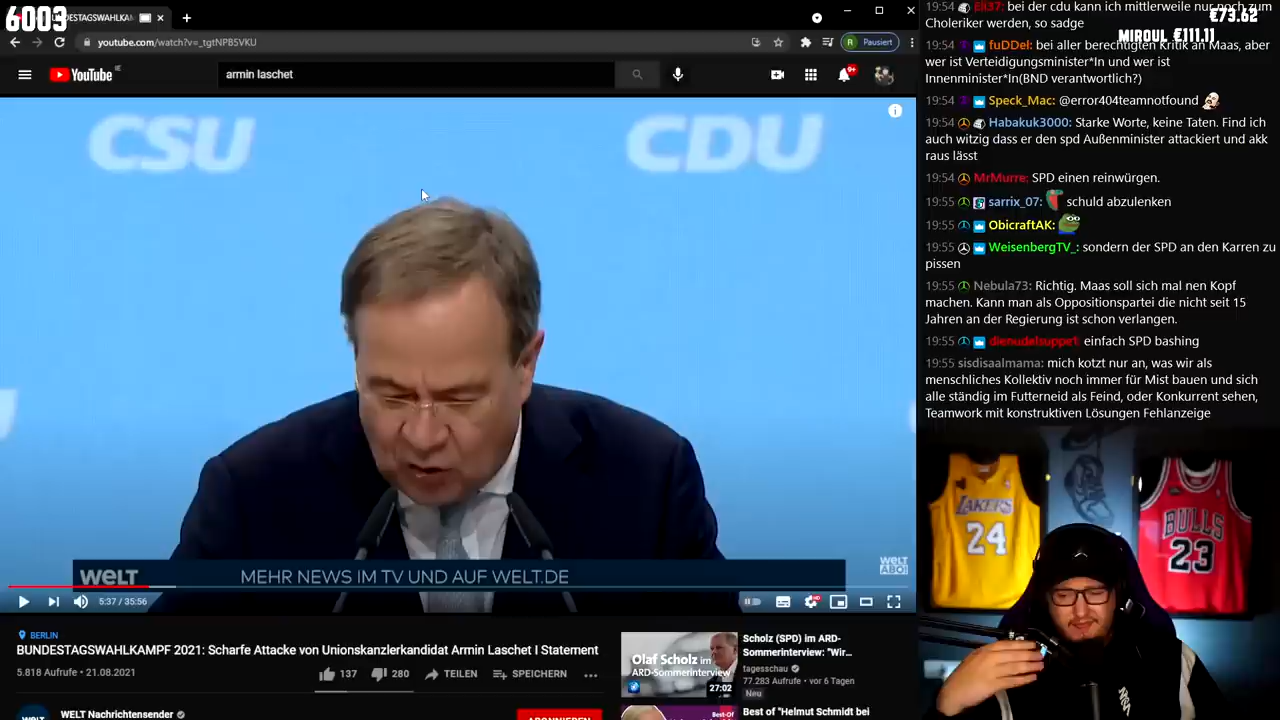 6003
BUNDESTAGSWAHLKAM
youtube.com/watch?v=_tgtNPB5VKU
R Pausiert
YouTube
armin laschet
9+
CSU
CDU
WELT
MEHR NEWS IM TV UND AUF WELT.DE
WELT
ABO!
5:37 / 35:56
HD
BERLIN
BUNDESTAGSWAHLKAMPF 2021: Scharfe Attacke von Unionskanzlerkandidat Armin Laschet I Statement
5.818 Aufrufe • 21.08.2021
137
280
TEILEN
SPEICHERN
WELT Nachrichtensender
ABONNIEREN
Olaf Scholz im
ARD-Sommerinterview
27:02
Scholz (SPD) im ARD-
Sommerinterview: "Wir...
tagesschau
77.283 Aufrufe • vor 6 Tagen
Neu
Best of "Helmut Schmidt bei
€73.62
MIROUL €111.11
19:54 bei der cdu kann ich mittlerweile nur noch zum
Choleriker werden, so sadge
19:54 fuDDel: bei aller berechtigten Kritik an Maas, aber
wer ist Verteidigungsminister*In und wer ist
Innenminister*In(BND verantwortlich?)
19:54 Speck_Mac: @error404teamnotfound
19:54 Habakuk3000: Starke Worte, keine Taten. Find ich
auch witzig dass er den spd Außenminister attackiert und akk
raus lässt
19:54 MrMurre: SPD einen reinwürgen.
19:55 sarrix_07: schuld abzulenken
19:55 ObicraftAK:
19:55 WeisenbergTV_: sondern der SPD an den Karren zu
pissen
19:55 Nebula73: Richtig. Maas soll sich mal nen Kopf
machen. Kann man als Oppositionspartei die nicht seit 15
Jahren an der Regierung ist schon verlangen.
19:55 dienudelsuppe1: einfach SPD bashing
19:55 sisdisaalmama: mich kotzt nur an, was wir als
menschliches Kollektiv noch immer für Mist bauen und sich
alle ständig im Futterneid als Feind, oder Konkurrent sehen,
Teamwork mit konstruktiven Lösungen Fehlanzeige
LAKERS
24
BULLS
23